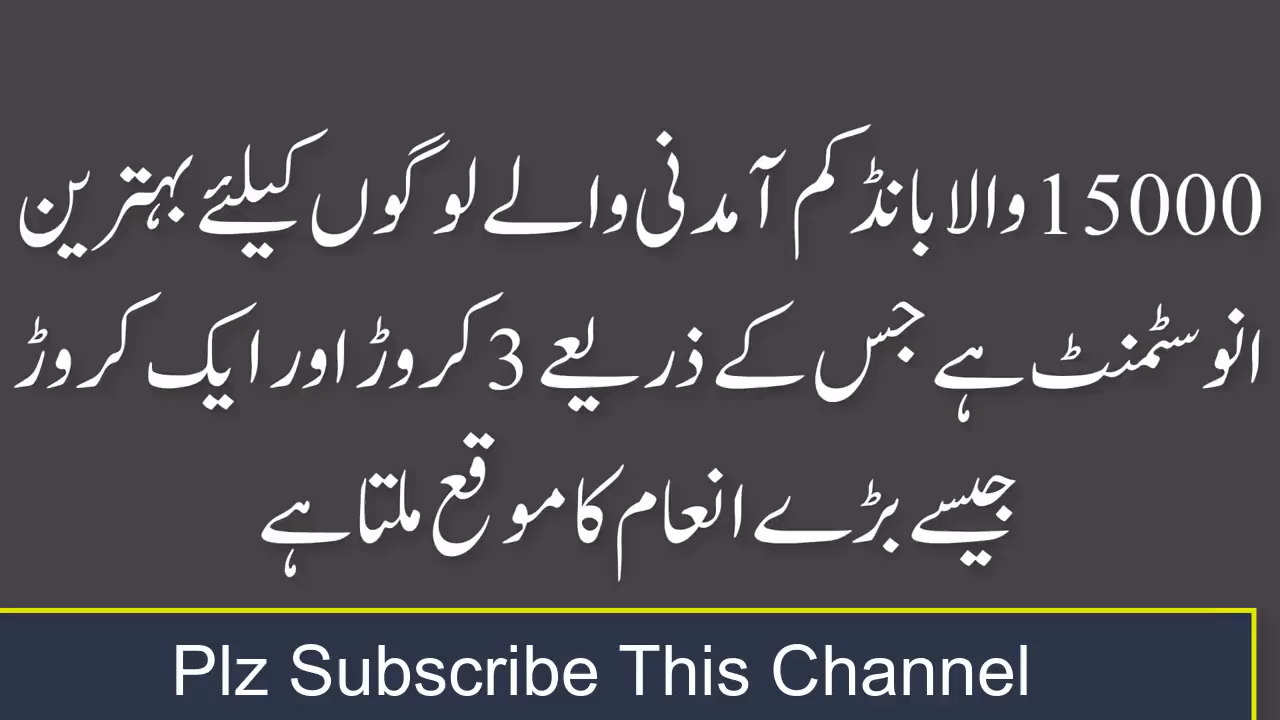 15000 والا بانڈ کم آمدنی والے لوگوں کیلئے بہترین
انوسٹمنٹ ہے جس کے ذریعے 3 کروڑ اور ایک کروڑ
جیسے بڑے انعام کا موقع ملتا ہے
Plz Subscribe This Channel